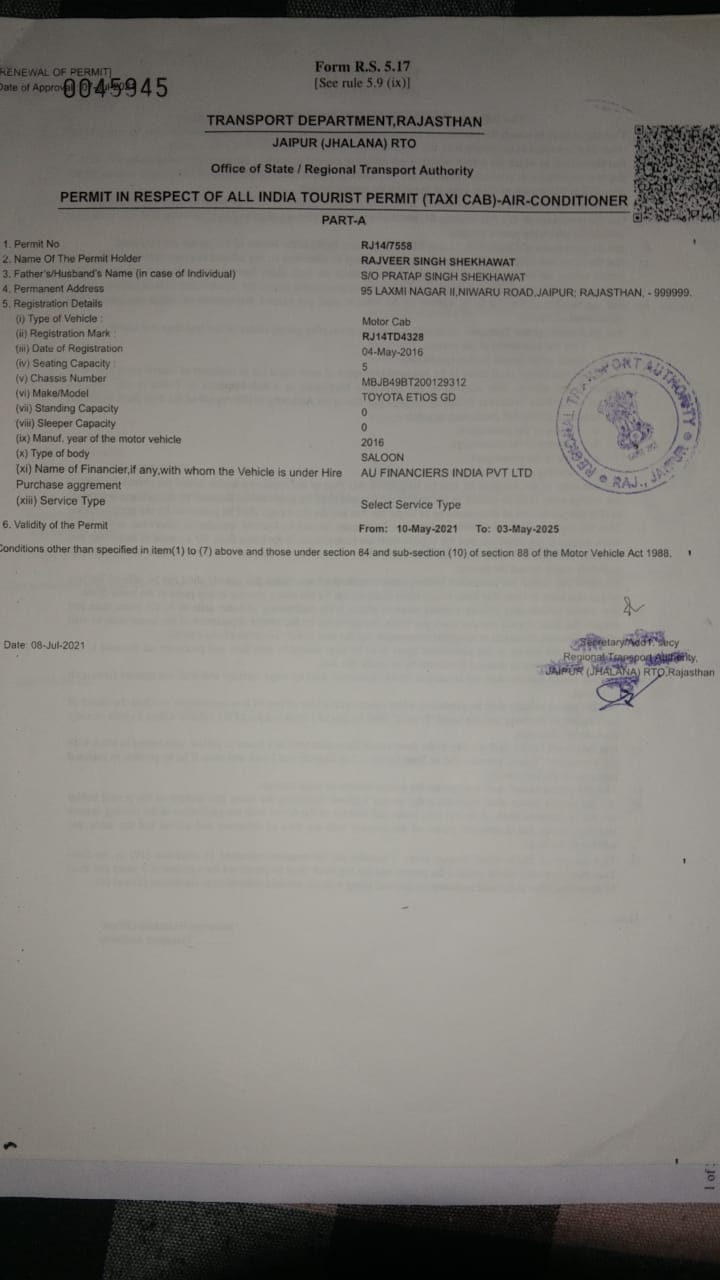 RENEWAL OF PERMIT]
Date of Approval
0045945
Form R.S. 5.17
[See rule 5.9 (ix)]
TRANSPORT DEPARTMENT,RAJASTHAN
JAIPUR (JHALANA) RTO
Office of State / Regional Transport Authority
PERMIT IN RESPECT OF ALL INDIA TOURIST PERMIT (TAXI CAB)-AIR-CONDITIONER
PART-A
1. Permit No RJ14/7558
2. Name Of The Permit Holder RAJVEER SINGH SHEKHAWAT
3. Father's/Husband's Name (in case of Individual) S/O PRATAP SINGH SHEKHAWAT
4. Permanent Address 95 LAXMI NAGAR II,NIWARU ROAD,JAIPUR; RAJASTHAN, - 999999.
5. Registration Details
(i) Type of Vehicle : Motor Cab
(ii) Registration Mark : RJ14TD4328
(iii) Date of Registration 04-May-2016
(iv) Seating Capacity : 5
(v) Chassis Number MBJB49BT200129312
(vi) Make/Model TOYOTA ETIOS GD
(vii) Standing Capacity 0
(viii) Sleeper Capacity 0
(ix) Manuf. year of the motor vehicle 2016
(x) Type of body SALOON
(xi) Name of Financier,if any,with whom the Vehicle is under Hire AU FINANCIERS INDIA PVT LTD
Purchase aggrement
(xiii) Service Type Select Service Type
6. Validity of the Permit From: 10-May-2021 To: 03-May-2025
Conditions other than specified in item(1) to (7) above and those under section 84 and sub-section (10) of section 88 of the Motor Vehicle Act 1988.
REGIONAL TRANSPORT AUTHORITY
RAJ., JAIPUR
Date: 08-Jul-2021
Secretary/Add l. Secy
Regional Transport Authority,
JAIPUR (JHALANA) RTO,Rajasthan
1 of